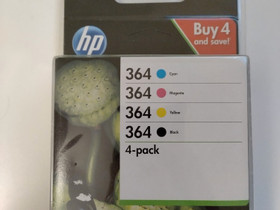 hp
Buy 4
and save!
364 Cyan
364 Magenta
364 Yellow
364 Black
4-pack